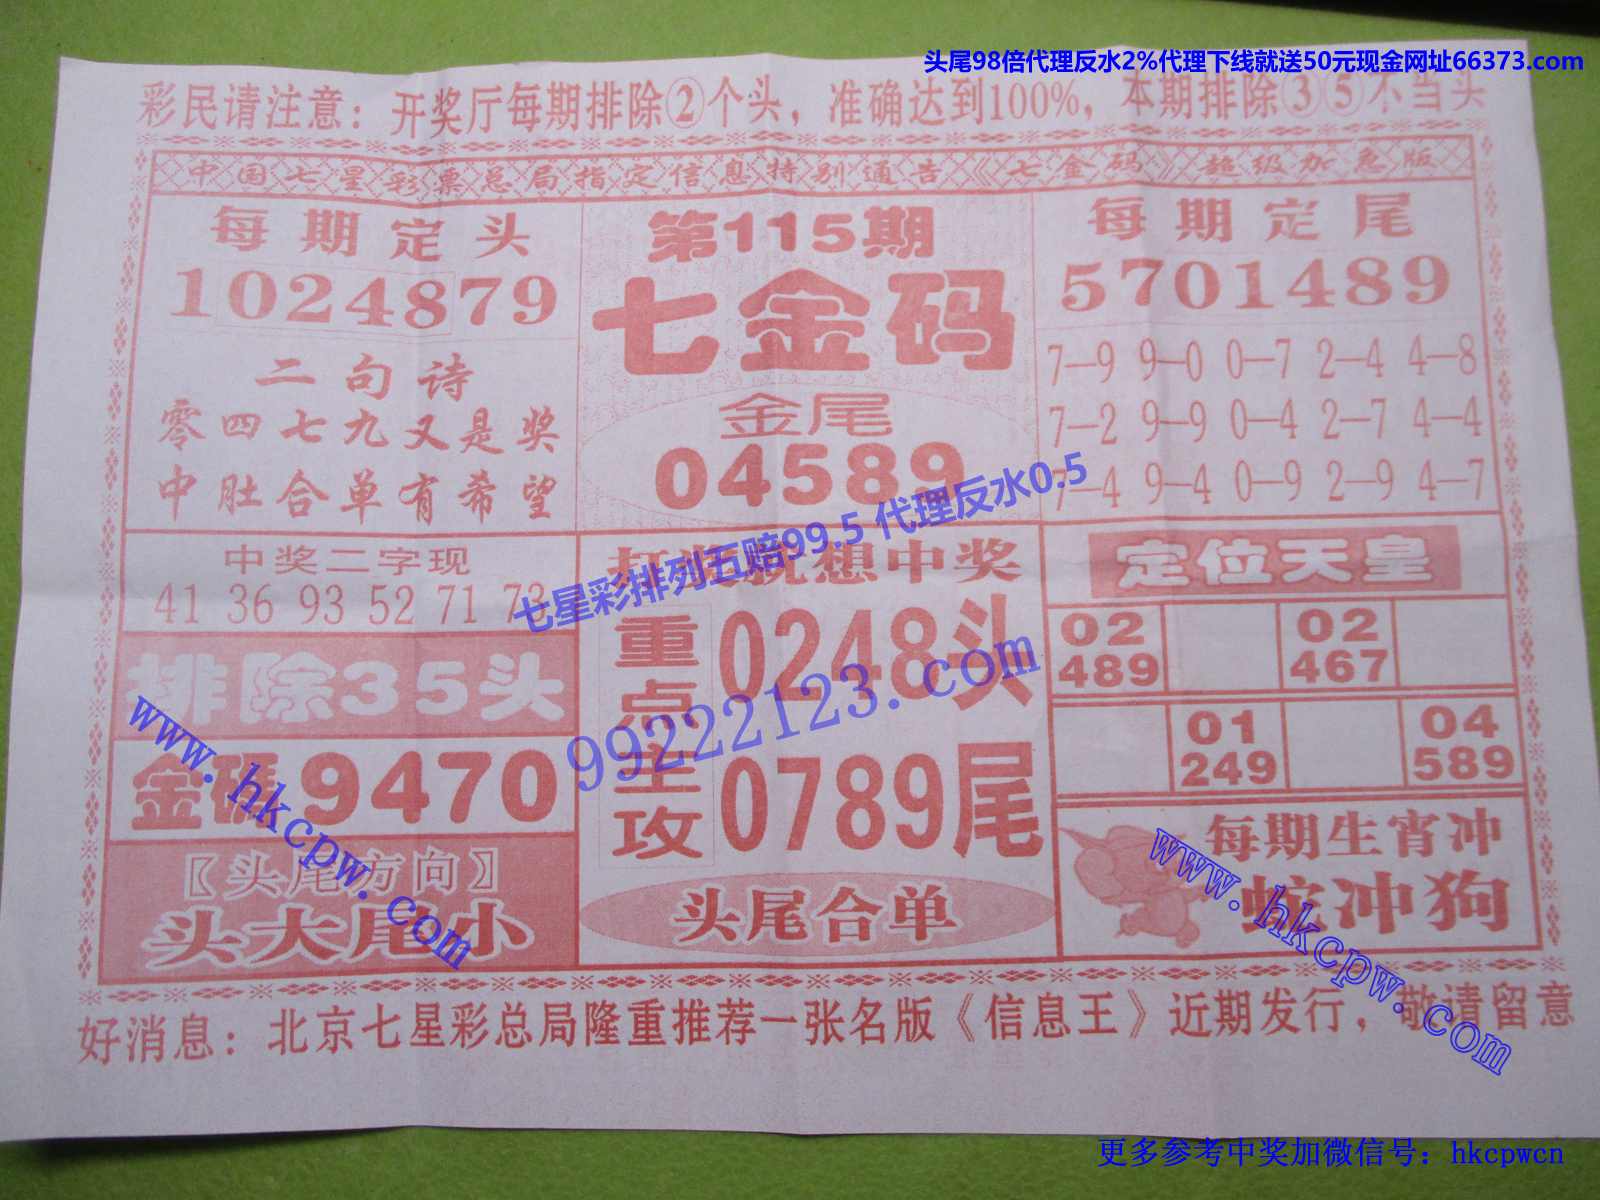 头尾98倍代理反水2%代理下线就送50元现金网址66373.com
彩民请注意：开奖厅每期排除②个头，准确达到100%，本期排除③⑤不当头
中国七星彩票总局指定信息特别通告《七金码》超级加急版
每期定头
1024879
二句诗
零四七九又是奖
中肚合单有希望
第115期
七金码
金尾
04589
每期定尾
5701489
7—9 9—0 0—7 2—4 4—8
7—2 9—9 0—4 2—7 4—4
7—4 9—4 0—9 2—9 4—7
七星彩排列五赔99.5 代理反水0.5
中奖二字现
41 36 93 52 71 73
排除35头
金碼9470
〖头尾方向〗
头大尾小
就想中奖
重点主攻
0248头
0789尾
头尾合单
99222123.com
定位天皇
02
489
02
467
01
249
04
589
每期生肖冲
蛇冲狗
www.hkcpw.com
www.hkcpw.com
好消息：北京七星彩总局隆重推荐一张名版《信息王》近期发行，敬请留意
更多参考中奖加微信号：hkcpwcn